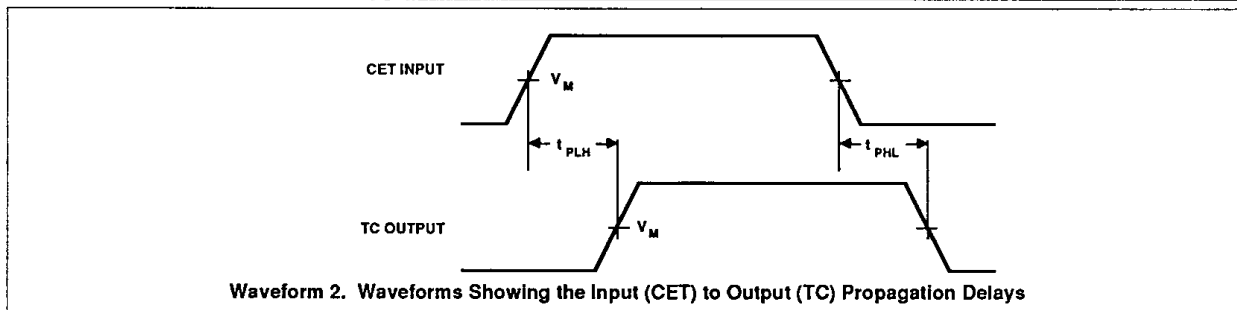 CET INPUT
V_M
t_PLH
t_PHL
TC OUTPUT
V_M
Waveform 2. Waveforms Showing the Input (CET) to Output (TC) Propagation Delays